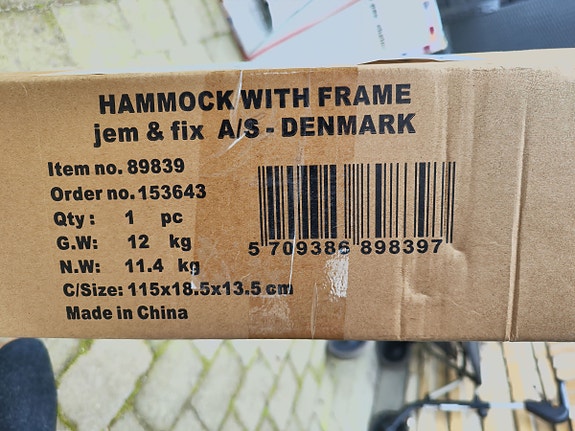 HAMMOCK WITH FRAME
jem & fix A/S - DENMARK
Item no. 89839
Order no. 153643
Qty : 1 pc
G.W: 12 kg
N.W: 11.4 kg
C/Size: 115x18.5x13.5 cm
Made in China
5 709386 898397